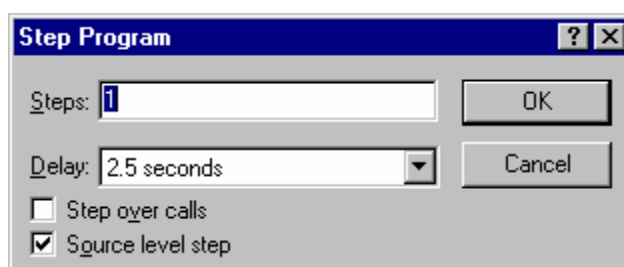 Step Program
Steps: 1
OK
Delay: 2.5 seconds
Cancel
Step over calls
Source level step